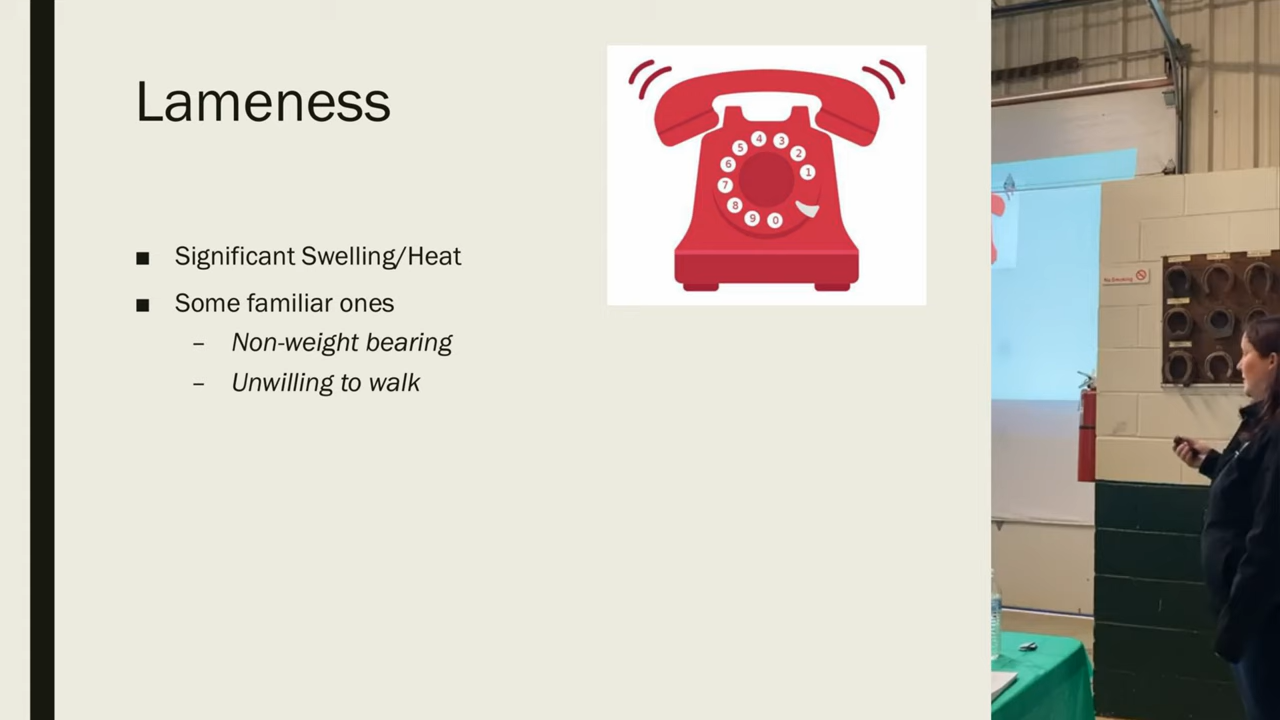 Lameness
■ Significant Swelling/Heat
■ Some familiar ones
– Non-weight bearing
– Unwilling to walk
4 3
5 2
6 1
7
8
9 0
No Smoking